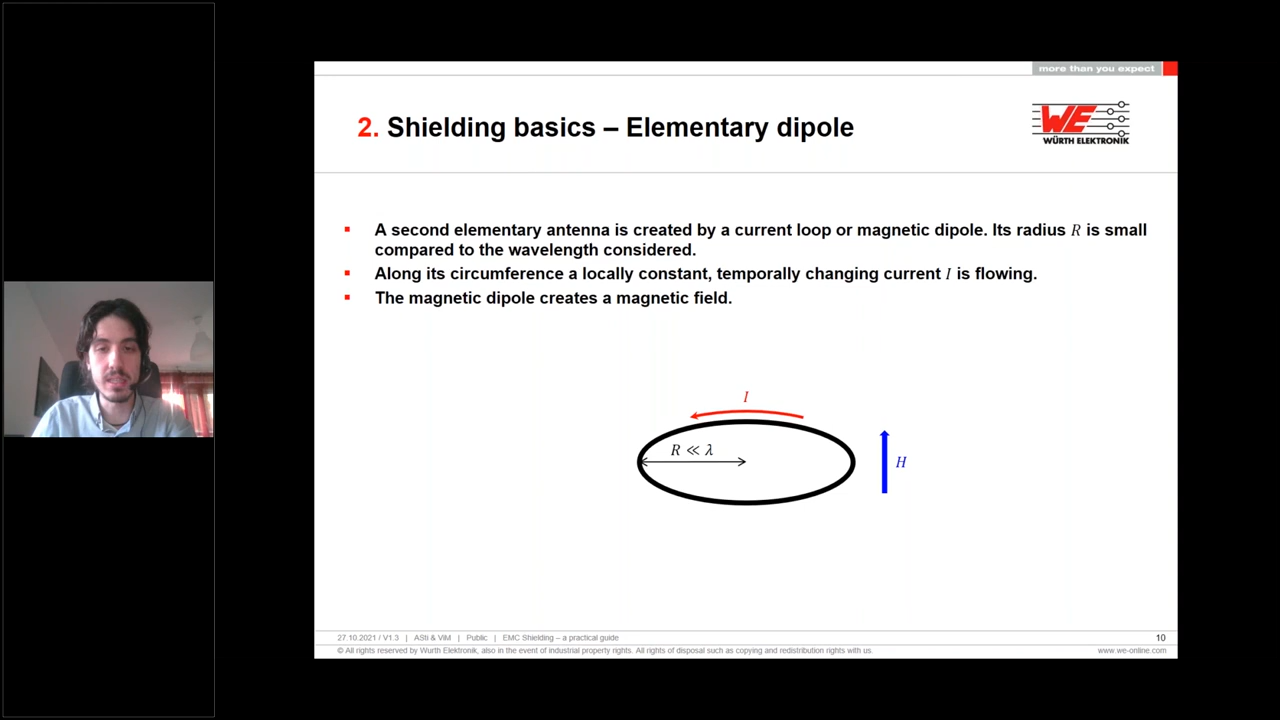 more than you expect
2. Shielding basics – Elementary dipole
WE
WÜRTH ELEKTRONIK
A second elementary antenna is created by a current loop or magnetic dipole. Its radius R is small
compared to the wavelength considered.
Along its circumference a locally constant, temporally changing current I is flowing.
The magnetic dipole creates a magnetic field.
I
R ≪ λ
H
27.10.2021 / V1.3 | ASti & ViM | Public | EMC Shielding – a practical guide
10
© All rights reserved by Wurth Elektronik, also in the event of industrial property rights. All rights of disposal such as copying and redistribution rights with us.
www.we-online.com